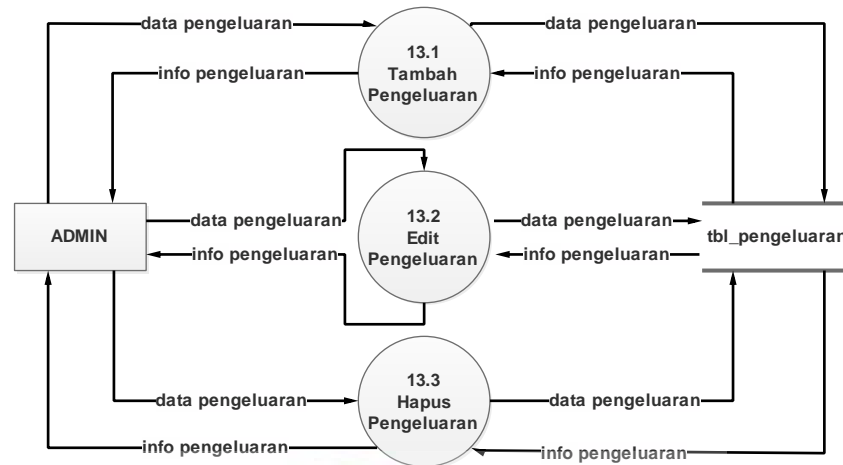 data pengeluaran
data pengeluaran
13.1
Tambah
Pengeluaran
info pengeluaran
info pengeluaran
ADMIN
data pengeluaran
info pengeluaran
13.2
Edit
Pengeluaran
data pengeluaran
info pengeluaran
tbl_pengeluaran
13.3
Hapus
Pengeluaran
data pengeluaran
data pengeluaran
info pengeluaran
info pengeluaran